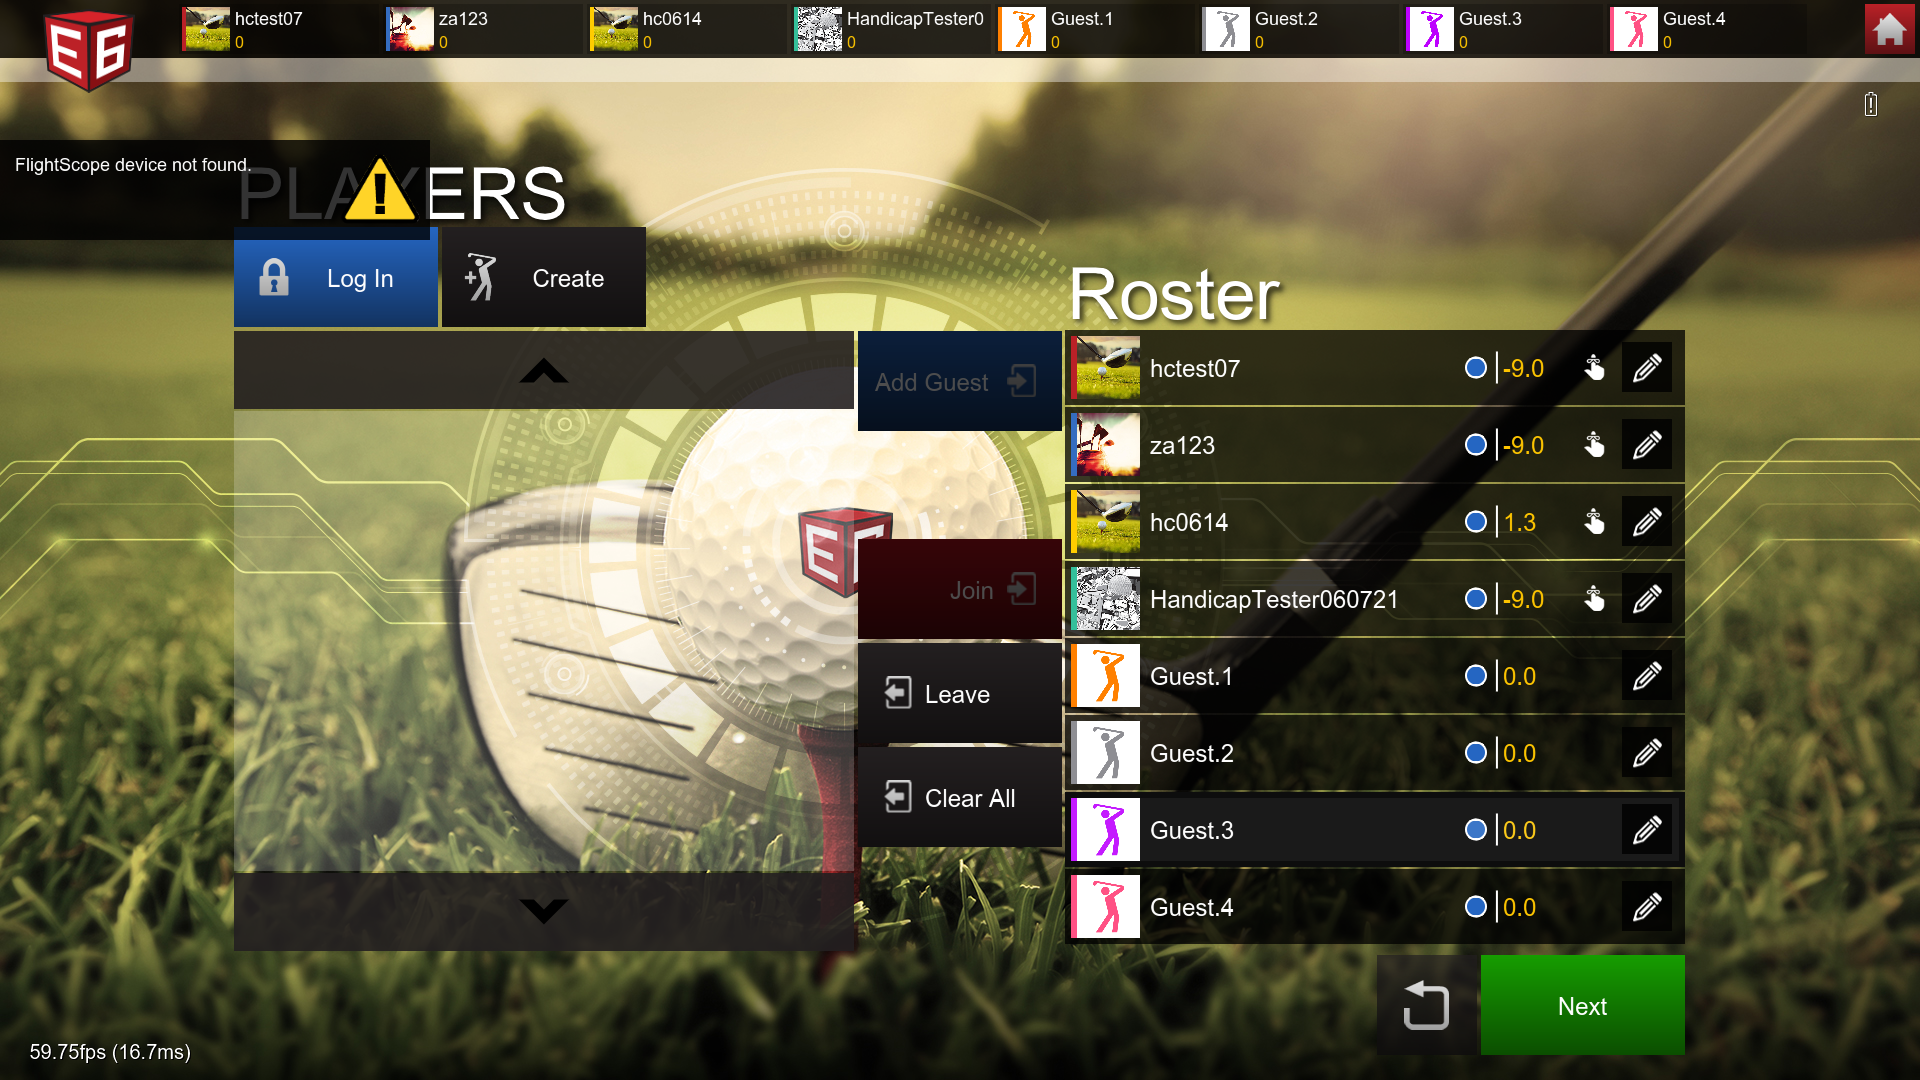 E6
hctest07
0
za123
0
hc0614
0
HandicapTester0
0
Guest.1
0
Guest.2
0
Guest.3
0
Guest.4
0
FlightScope device not found.
PLAYERS
Log In
Create
Add Guest
Join
Leave
Clear All
Roster
hctest07 -9.0
za123 -9.0
hc0614 1.3
HandicapTester060721 -9.0
Guest.1 0.0
Guest.2 0.0
Guest.3 0.0
Guest.4 0.0
Next
59.75fps (16.7ms)